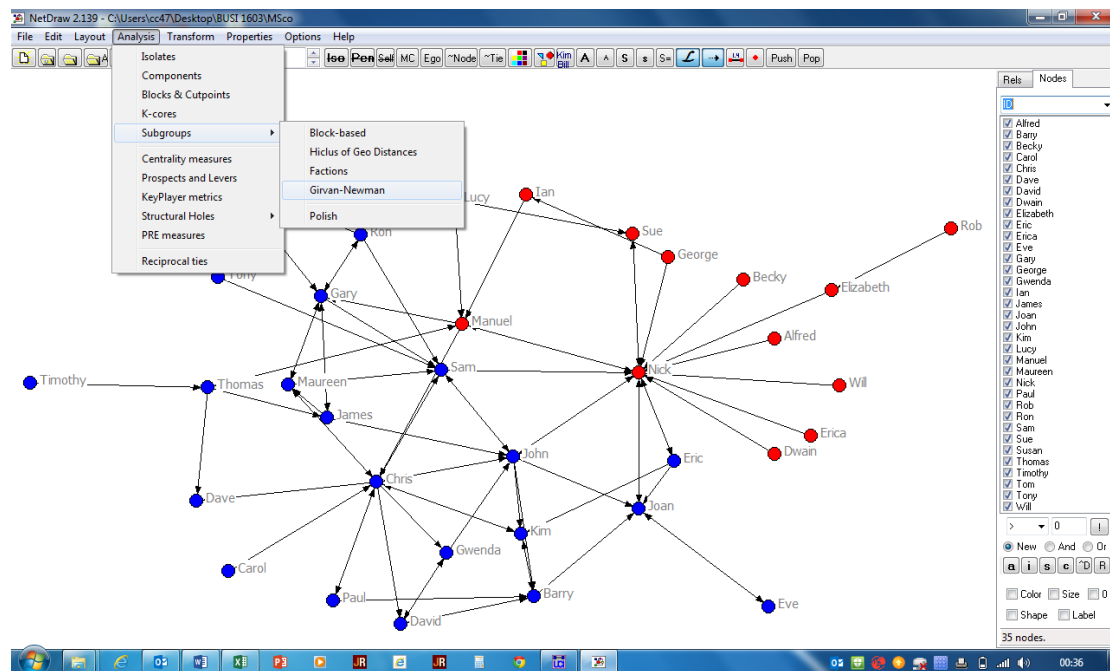 NetDraw 2.139 - C:\Users\cc47\Desktop\BUSI 1603\MSco
File Edit Layout Analysis Transform Properties Options Help
Iso Pen Self MC Ego ~Node ~Tie Kim Bill A A S s S= L Push Pop
Isolates
Components
Blocks & Cutpoints
K-cores
Subgroups
Centrality measures
Prospects and Levers
KeyPlayer metrics
Structural Holes
PRE measures
Reciprocal ties
Block-based
Hiclus of Geo Distances
Factions
Girvan-Newman
Polish
Lucy
Ian
Rob
Sue
Ron
George
Becky
Tony
Elizabeth
Gary
Manuel
Alfred
Sam
Nick
Timothy
Thomas
Maureen
Will
James
Erica
John
Dwain
Eric
Chris
Dave
Joan
Kim
Gwenda
Carol
Paul
Barry
Eve
David
Rels Nodes
ID
Alfred
Barry
Becky
Carol
Chris
Dave
David
Dwain
Elizabeth
Eric
Erica
Eve
Gary
George
Gwenda
Ian
James
Joan
John
Kim
Lucy
Manuel
Maureen
Nick
Paul
Rob
Ron
Sam
Sue
Susan
Thomas
Timothy
Tom
Tony
Will
> 0 !
New And Or
a i s c ~D R
Color Size 0
Shape Label
35 nodes.
00:36